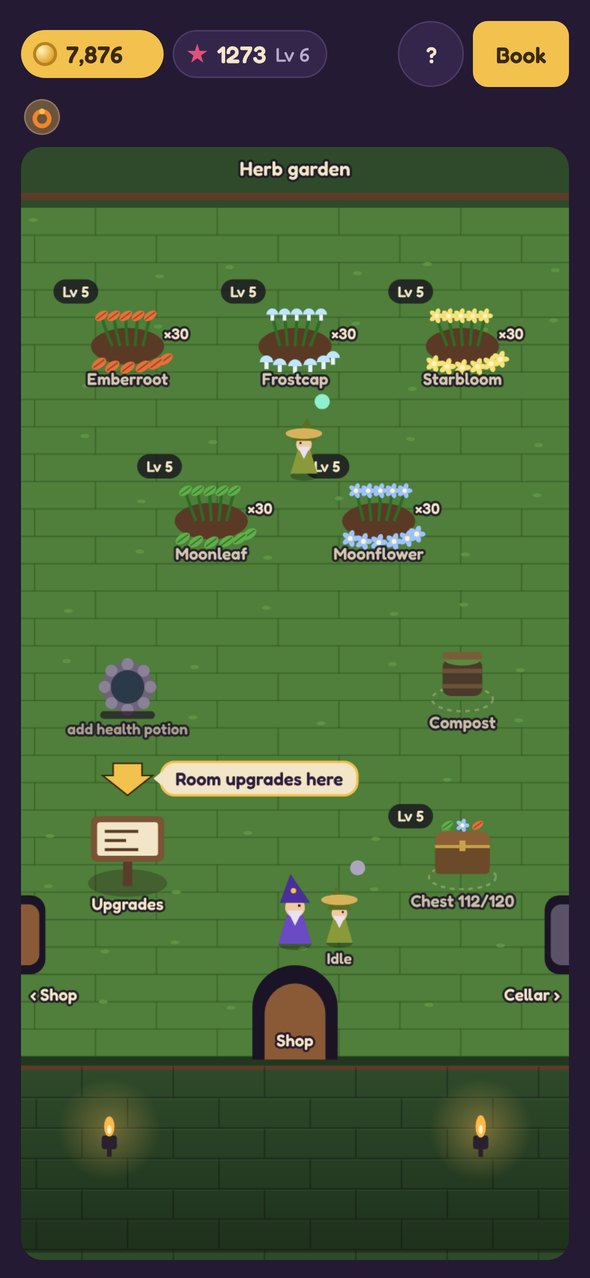 7,876
1273 Lv 6
?
Book
Herb garden
Lv 5
Lv 5
Lv 5
×30
×30
×30
Emberroot
Frostcap
Starbloom
Lv 5
Lv 5
×30
×30
Moonleaf
Moonflower
add health potion
Compost
Room upgrades here
Lv 5
Upgrades
Chest 112/120
Idle
‹ Shop
Cellar ›
Shop